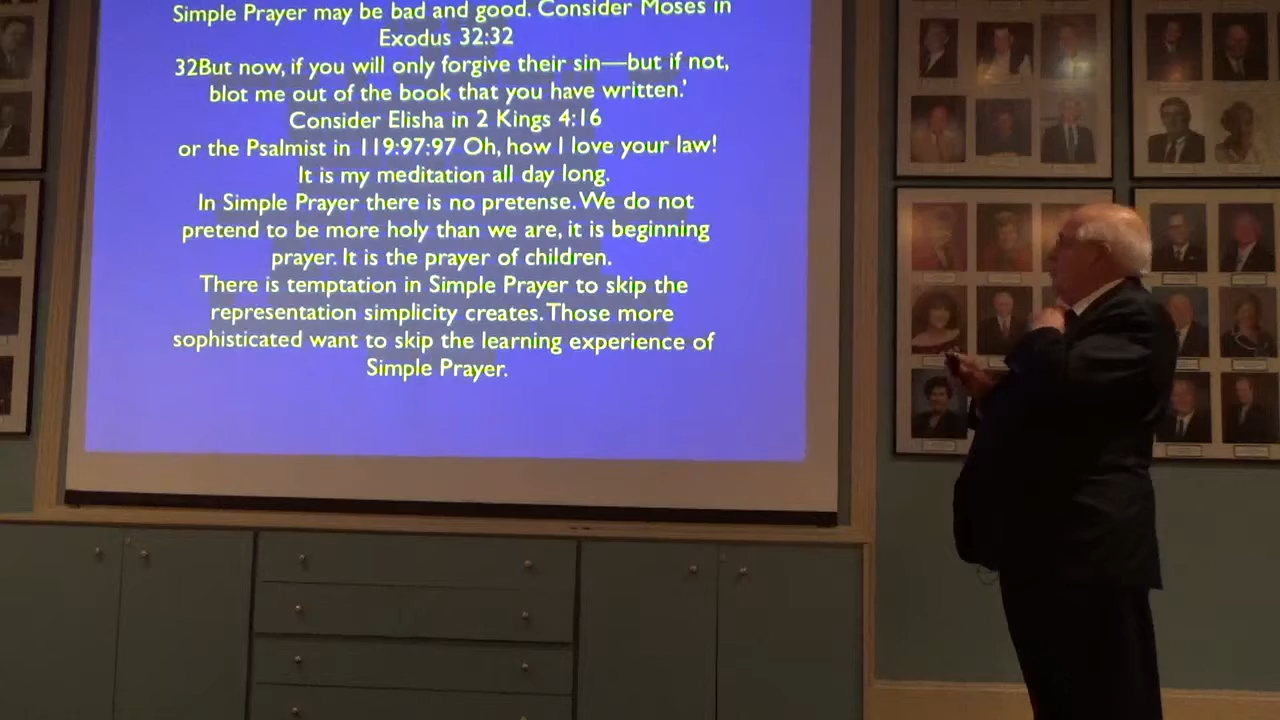 Simple Prayer may be bad and good. Consider Moses in
Exodus 32:32
32But now, if you will only forgive their sin—but if not,
blot me out of the book that you have written.’
Consider Elisha in 2 Kings 4:16
or the Psalmist in 119:97:97 Oh, how I love your law!
It is my meditation all day long.
In Simple Prayer there is no pretense. We do not
pretend to be more holy than we are, it is beginning
prayer. It is the prayer of children.
There is temptation in Simple Prayer to skip the
representation simplicity creates. Those more
sophisticated want to skip the learning experience of
Simple Prayer.